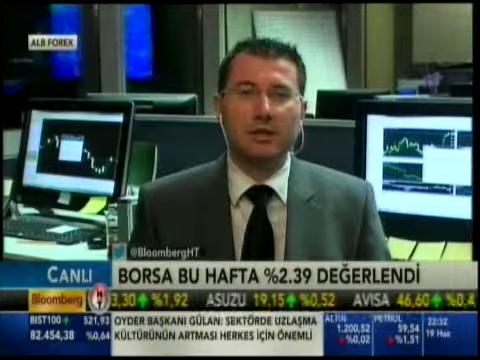 ALB FOREX
@BloombergHT
CANLI
BORSA BU HAFTA %2.39 DEĞERLENDİ
Bloomberg HT 3,30 %1,92 ASUZU 19,15 %0,52 AVISA 46,60 %0,4
BIST100 521,93
82.454,38 %0,64
OYDER BAŞKANI GÜLAN: SEKTÖRDE UZLAŞMA
KÜLTÜRÜNÜN ARTMASI HERKES İÇİN ÖNEMLİ
ALTIN
1.200,52
%0,02
PETROL
59,54
%1,51
22:32
19 Haz